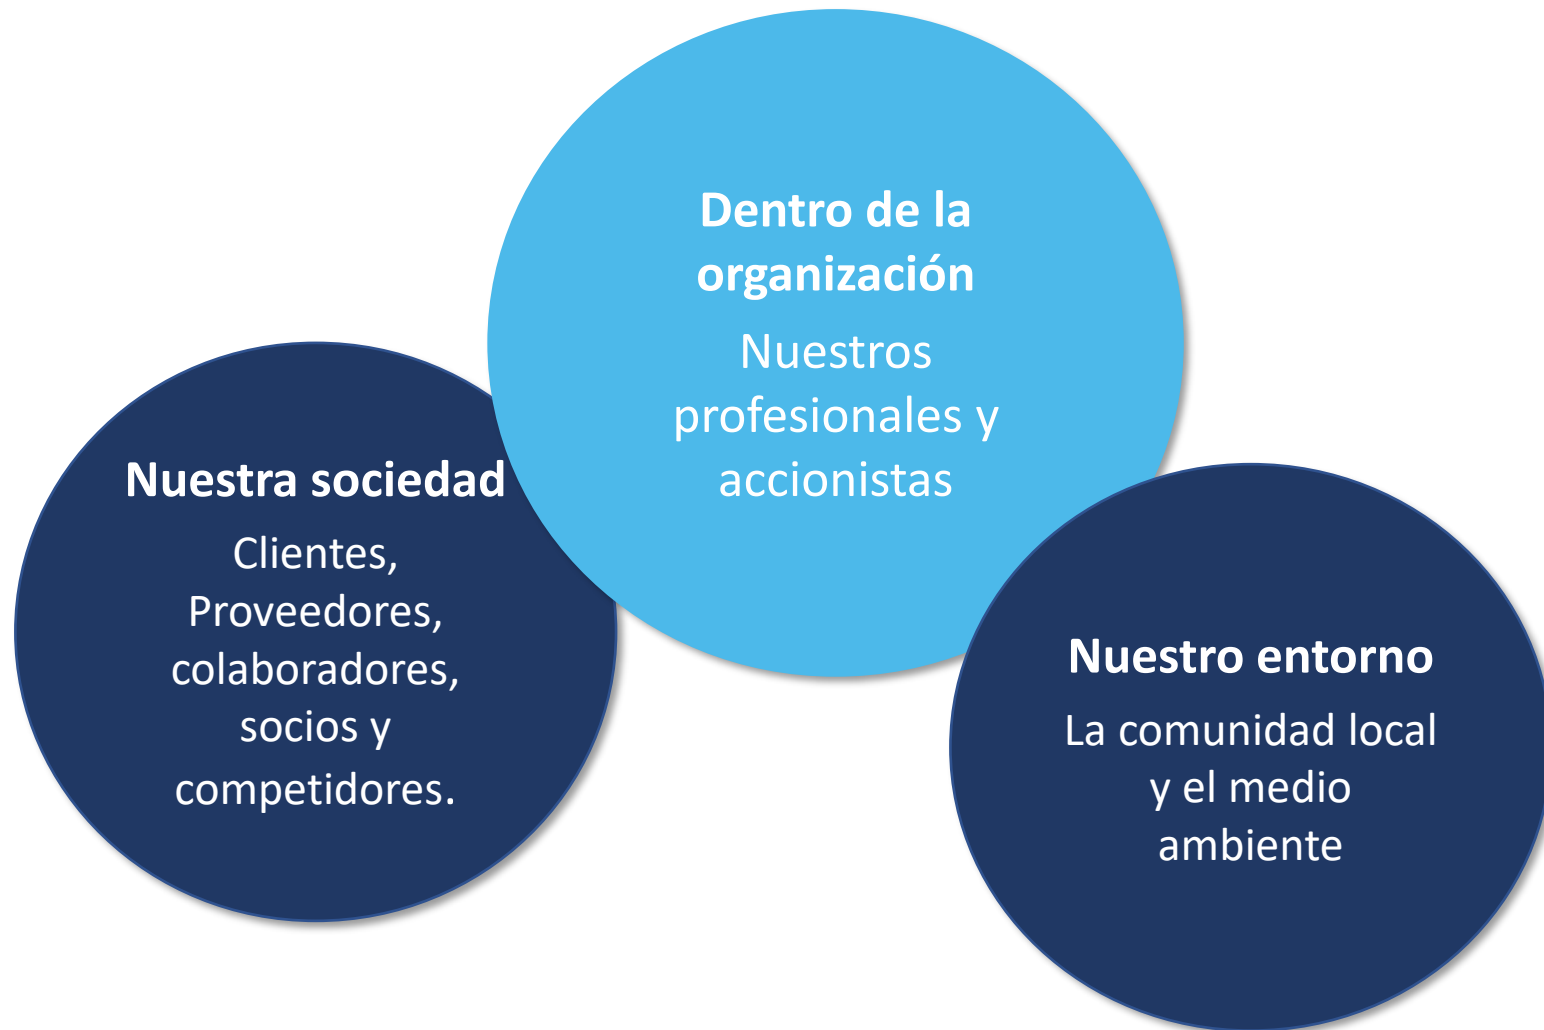 Dentro de la
organización
Nuestros
profesionales y
accionistas
Nuestra sociedad
Clientes,
Proveedores,
colaboradores,
socios y
competidores.
Nuestro entorno
La comunidad local
y el medio
ambiente